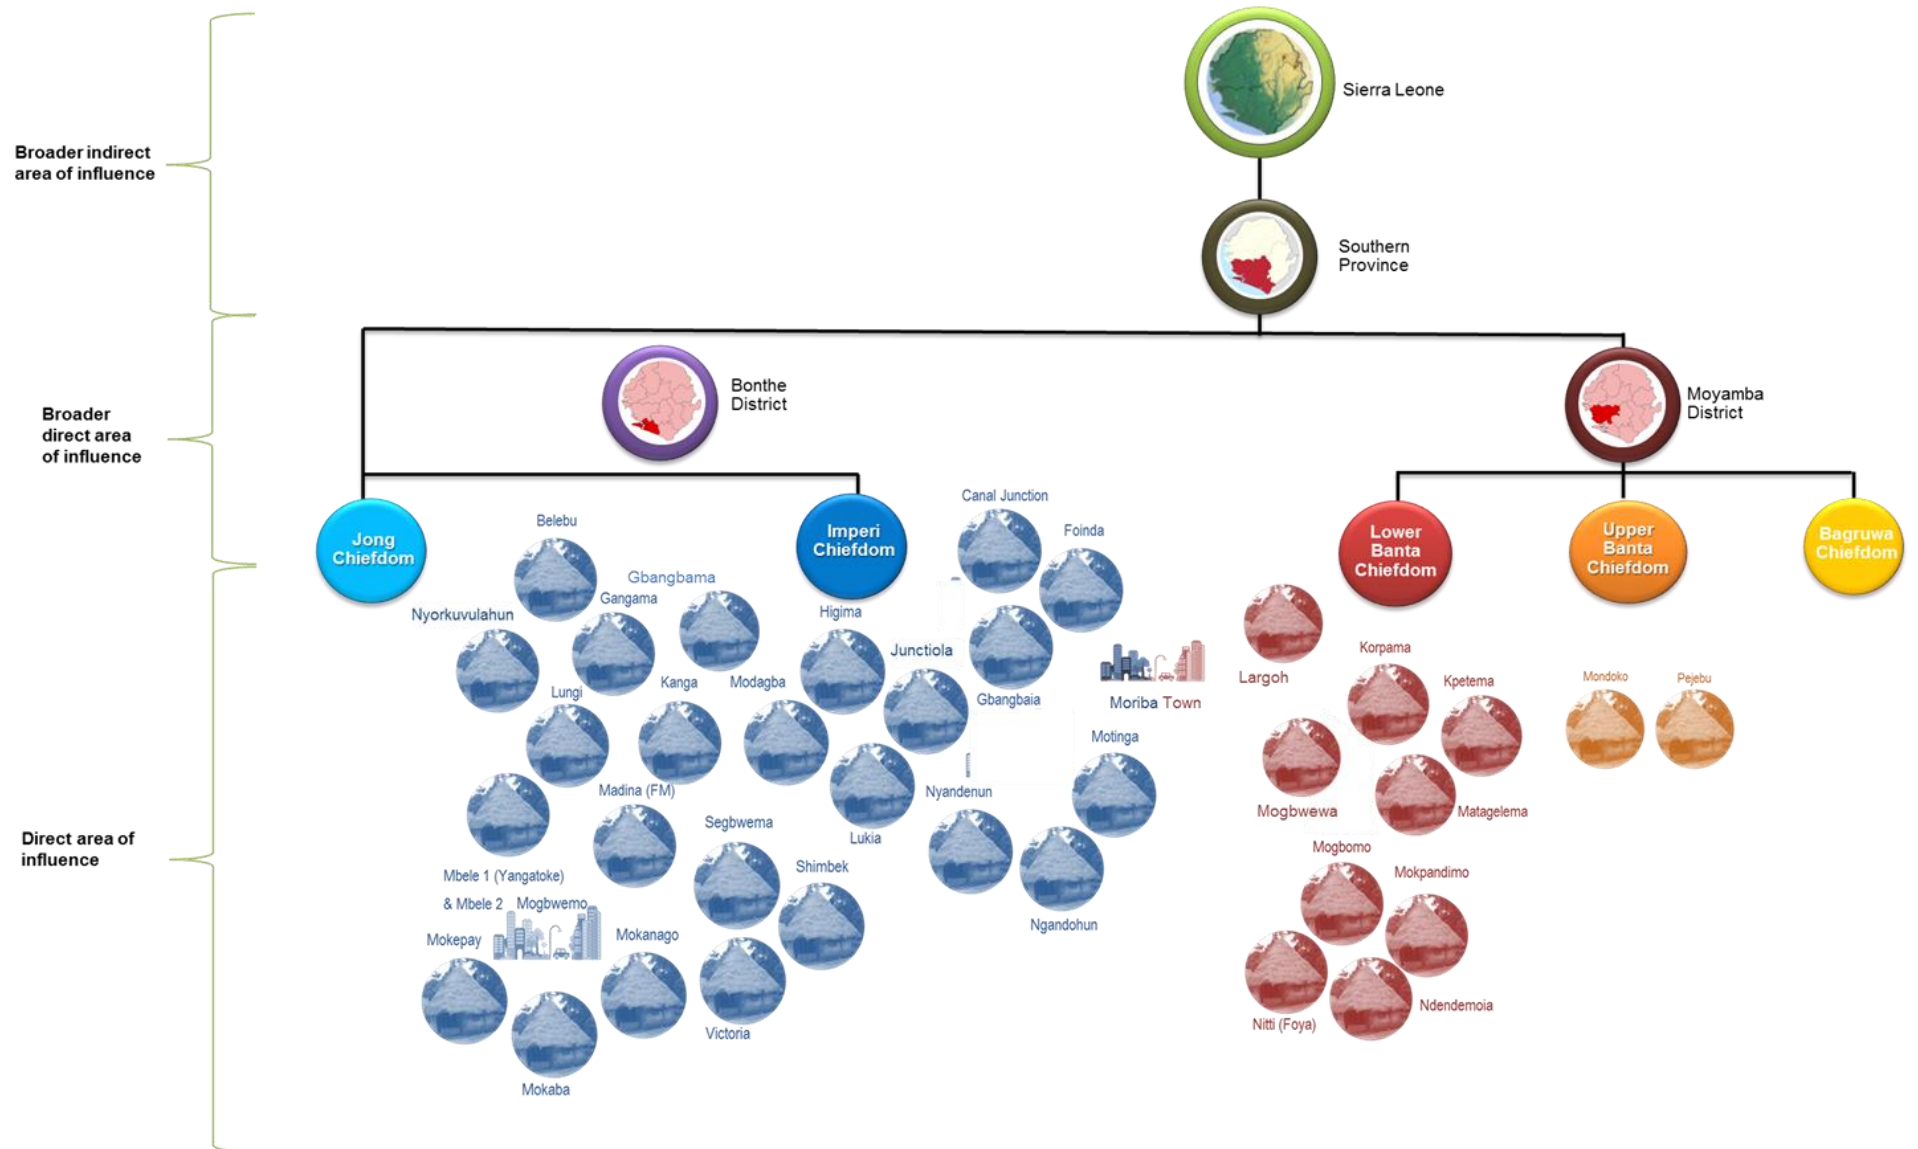 Sierra Leone
Broader indirect
area of influence
Southern
Province
Bonthe
District
Moyamba
District
Broader
direct area
of influence
Jong
Chiefdom
Imperi
Chiefdom
Lower
Banta
Chiefdom
Upper
Banta
Chiefdom
Bagruwa
Chiefdom
Canal Junction
Belebu
Foinda
Gbangbama
Gangama
Nyorkuvulahun
Higima
Junctiola
Korpama
Largoh
Lungi
Kanga
Modagba
Gbangbaia
Moriba Town
Kpetema
Mondoko
Pejebu
Motinga
Madina (FM)
Nyandenun
Mogbwewa
Matagelema
Segbwema
Lukia
Direct area of
influence
Mogbomo
Shimbek
Mokpandimo
Mbele 1 (Yangatoke)
& Mbele 2
Mogbwemo
Ngandohun
Mokepay
Mokanago
Ndendemoia
Nitti (Foya)
Victoria
Mokaba